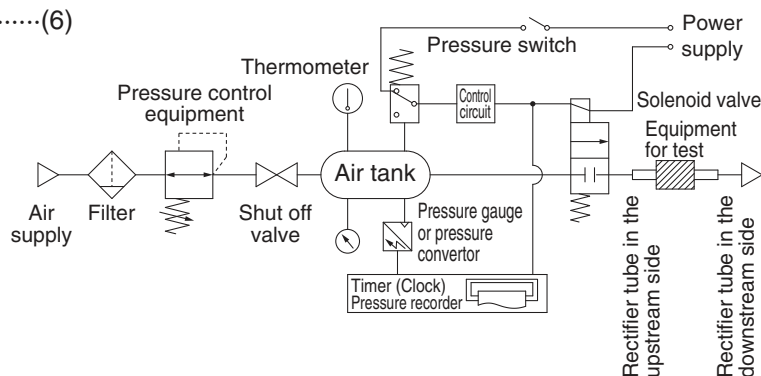 ······(6)
Power
supply
Pressure switch
Thermometer
Pressure control
equipment
Control
circuit
Solenoid valve
Equipment
for test
Air tank
Air
supply
Filter
Shut off
valve
Pressure gauge
or pressure
convertor
Timer (Clock)
Pressure recorder
Rectifier tube in the
upstream side
Rectifier tube in the
downstream side